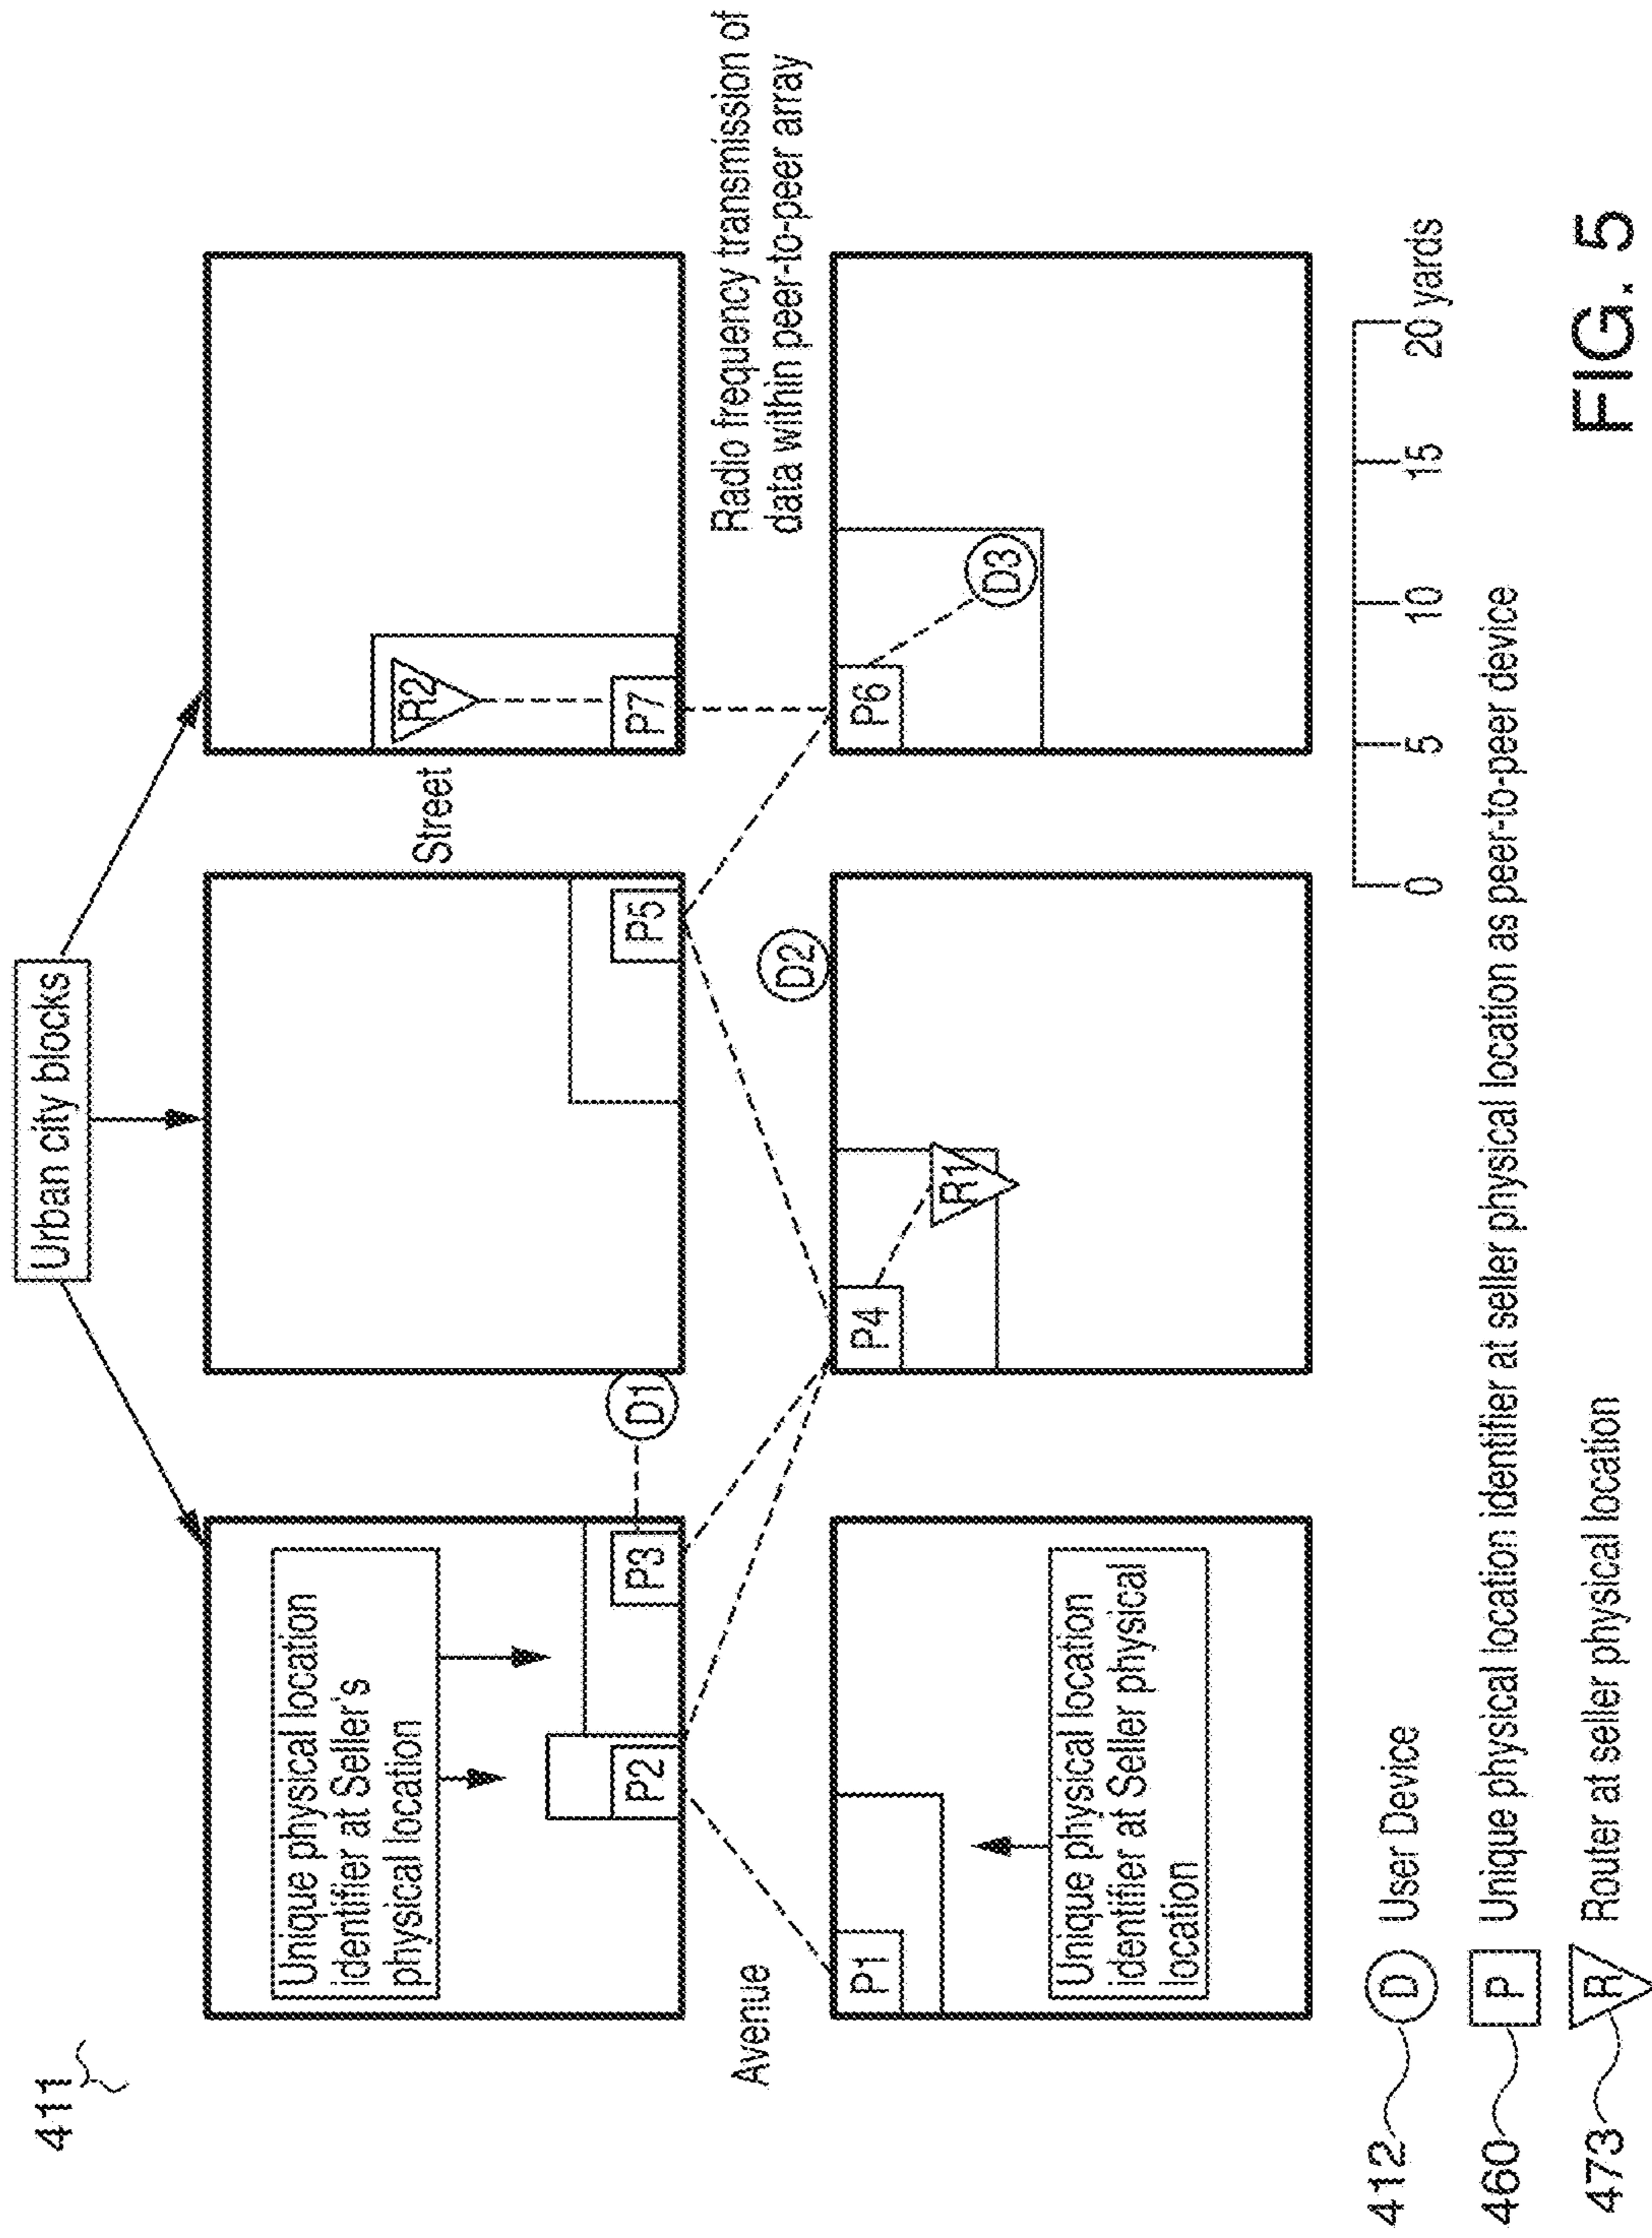 411
Urban city blocks
Unique physical location
identifier at Seller's
physical location
P2
P3
D1
P5
Street
R2
P7
Avenue
Radio frequency transmission of
data within peer-to-peer array
D2
P1
Unique physical location
identifier at Seller physical
location
P4
R1
P6
D3
0 5 10 15 20 yards
412 D User Device
460 P Unique physical location identifier at seller physical location as peer-to-peer device
473 R Router at seller physical location
FIG. 5